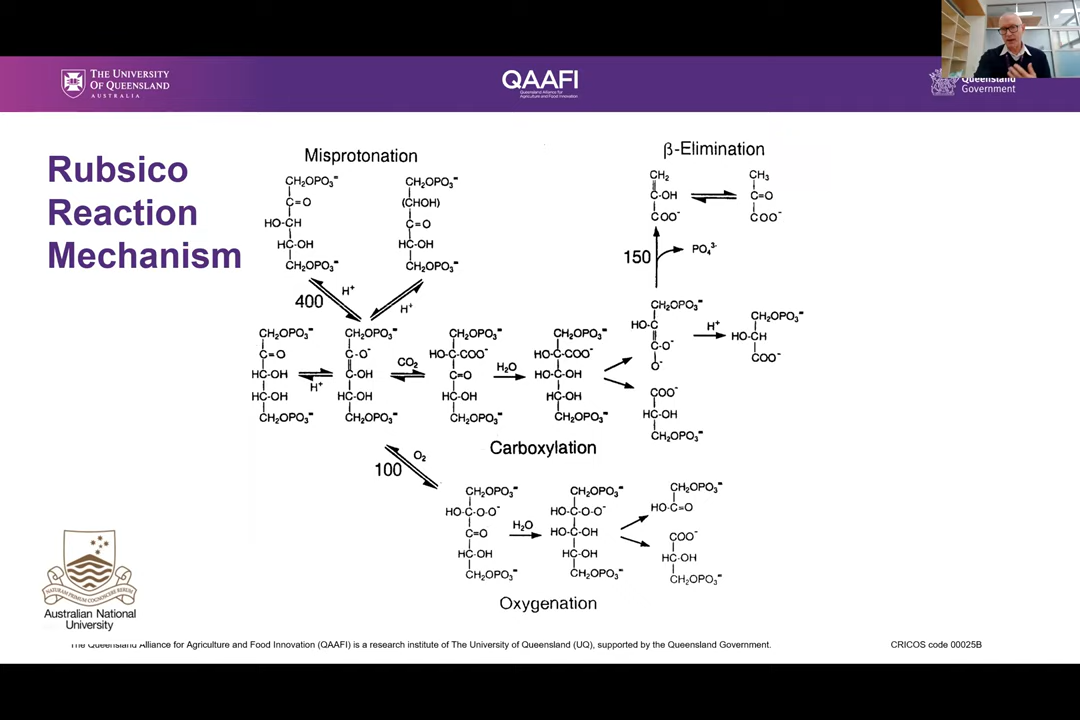 THE UNIVERSITY
OF QUEENSLAND
AUSTRALIA
QAAFI
Queensland Alliance for
Agriculture and Food Innovation
Queensland
Government
Rubsico
Reaction
Mechanism
Misprotonation
CH₂OPO₃⁼
C=O
HO-CH
HC-OH
CH₂OPO₃⁼
CH₂OPO₃⁼
(CHOH)
C=O
HC-OH
CH₂OPO₃⁼
400
H⁺
H⁺
β-Elimination
CH₂
C-OH
COO⁻
CH₃
C=O
COO⁻
150
PO₄³⁻
CH₂OPO₃⁼
C=O
HC-OH
HC-OH
CH₂OPO₃⁼
H⁺
CH₂OPO₃⁼
C-O⁻
C-OH
HC-OH
CH₂OPO₃⁼
CO₂
CH₂OPO₃⁼
HO-C-COO⁻
C=O
HC-OH
CH₂OPO₃⁼
H₂O
CH₂OPO₃⁼
HO-C-COO⁻
HO-C-OH
HC-OH
CH₂OPO₃⁼
CH₂OPO₃⁼
HO-C
C-O⁻
O⁻
H⁺
CH₂OPO₃⁼
HO-CH
COO⁻
COO⁻
HC-OH
CH₂OPO₃⁼
Carboxylation
100
O₂
CH₂OPO₃⁼
HO-C-O-O⁻
C=O
HC-OH
CH₂OPO₃⁼
H₂O
CH₂OPO₃⁼
HO-C-O-O⁻
HO-C-OH
HC-OH
CH₂OPO₃⁼
CH₂OPO₃⁼
HO-C=O
COO⁻
HC-OH
CH₂OPO₃⁼
Oxygenation
NATURAM PRIMUM COGNOSCERE RERUM
Australian National
University
The Queensland Alliance for Agriculture and Food Innovation (QAAFI) is a research institute of The University of Queensland (UQ), supported by the Queensland Government.
CRICOS code 00025B